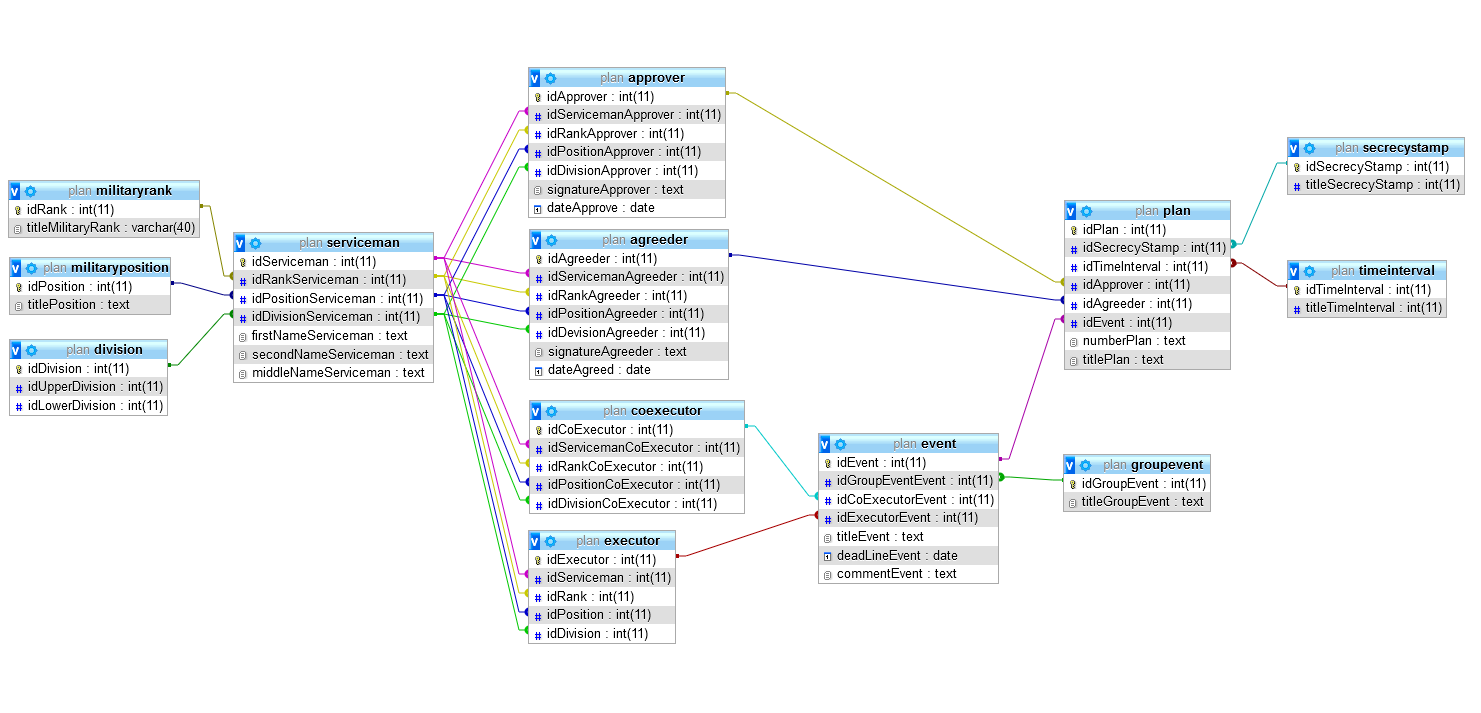 plan militaryrank
idRank : int(11)
titleMilitaryRank : varchar(40)
plan militaryposition
idPosition : int(11)
titlePosition : text
plan division
idDivision : int(11)
idUpperDivision : int(11)
idLowerDivision : int(11)
plan serviceman
idServiceman : int(11)
idRankServiceman : int(11)
idPositionServiceman : int(11)
idDivisionServiceman : int(11)
firstNameServiceman : text
secondNameServiceman : text
middleNameServiceman : text
plan approver
idApprover : int(11)
idServicemanApprover : int(11)
idRankApprover : int(11)
idPositionApprover : int(11)
idDivisionApprover : int(11)
signatureApprover : text
dateApprove : date
plan agreeder
idAgreeder : int(11)
idServicemanAgreeder : int(11)
idRankAgreeder : int(11)
idPositionAgreeder : int(11)
idDevisionAgreeder : int(11)
signatureAgreeder : text
dateAgreed : date
plan coexecutor
idCoExecutor : int(11)
idServicemanCoExecutor : int(11)
idRankCoExecutor : int(11)
idPositionCoExecutor : int(11)
idDivisionCoExecutor : int(11)
plan executor
idExecutor : int(11)
idServiceman : int(11)
idRank : int(11)
idPosition : int(11)
idDivision : int(11)
plan event
idEvent : int(11)
idGroupEventEvent : int(11)
idCoExecutorEvent : int(11)
idExecutorEvent : int(11)
titleEvent : text
deadLineEvent : date
commentEvent : text
plan plan
idPlan : int(11)
idSecrecyStamp : int(11)
idTimeInterval : int(11)
idApprover : int(11)
idAgreeder : int(11)
idEvent : int(11)
numberPlan : text
titlePlan : text
plan groupevent
idGroupEvent : int(11)
titleGroupEvent : text
plan secrecystamp
idSecrecyStamp : int(11)
titleSecrecyStamp : int(11)
plan timeinterval
idTimeInterval : int(11)
titleTimeInterval : int(11)